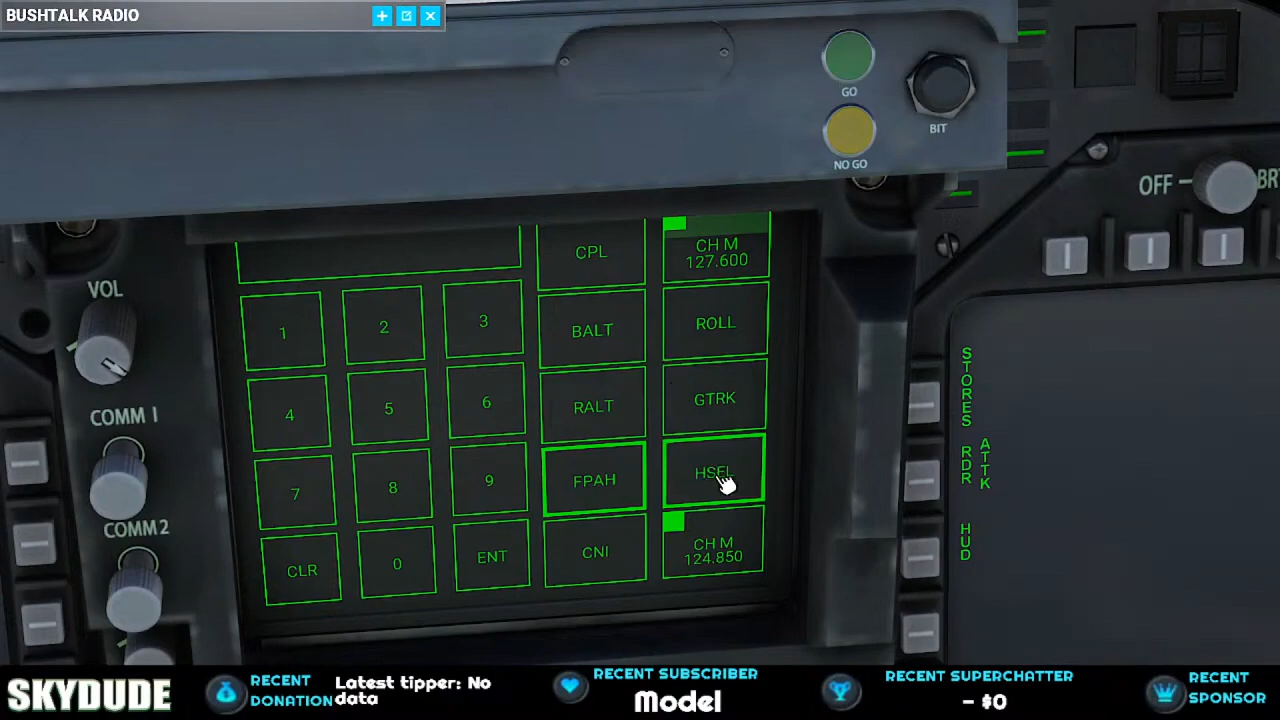 BUSHTALK RADIO
GO
BIT
NO GO
OFF
BR
VOL
COMM 1
COMM 2
CPL
CH M
127.600
1
2
3
BALT
ROLL
4
5
6
RALT
GTRK
7
8
9
FPAH
HSEL
CLR
0
ENT
CNI
CH M
124.850
STORES
RDR
ATTK
HUD
SKYDUDE
RECENT
DONATION
Latest tipper: No
data
RECENT SUBSCRIBER
Model
RECENT SUPERCHATTER
- $0
RECENT
SPONSOR